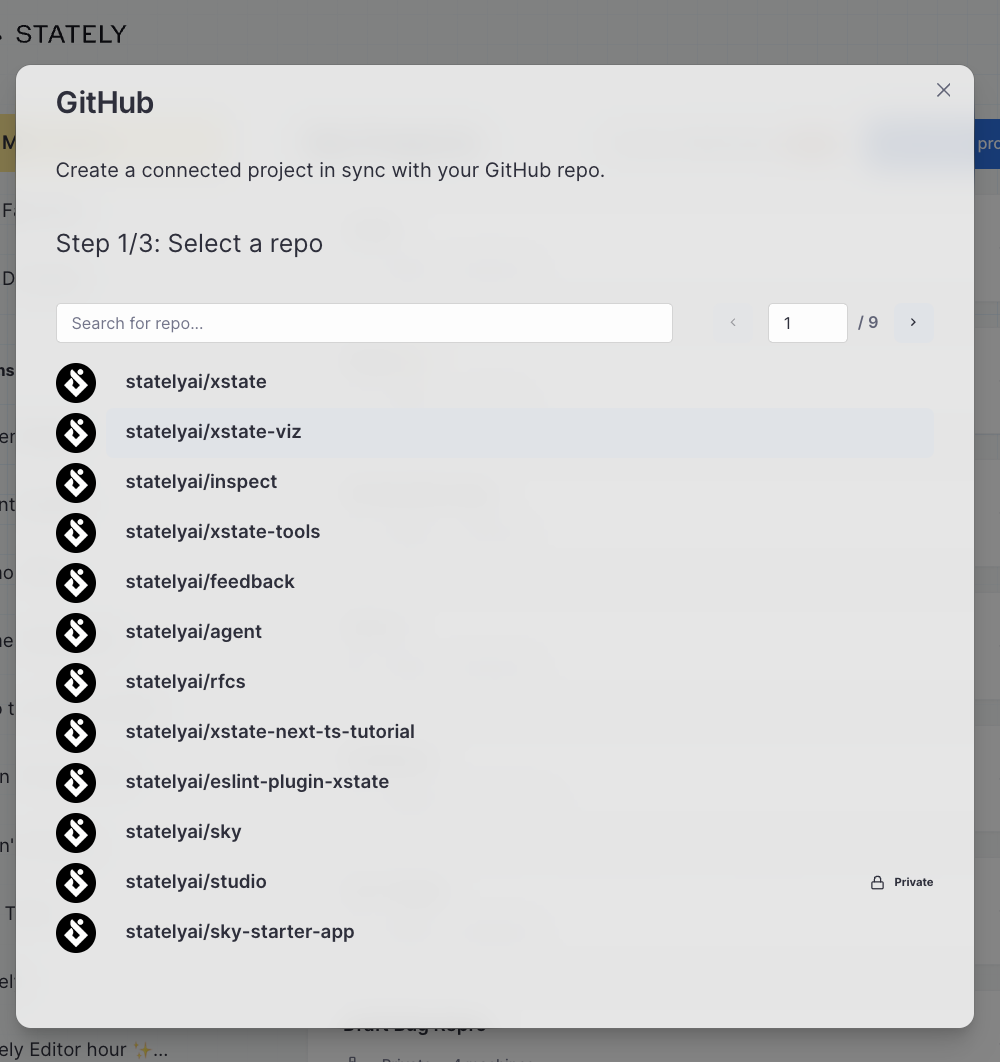 STATELY
GitHub
Create a connected project in sync with your GitHub repo.
Step 1/3: Select a repo
Search for repo...
1
/ 9
statelyai/xstate
statelyai/xstate-viz
statelyai/inspect
statelyai/xstate-tools
statelyai/feedback
statelyai/agent
statelyai/rfcs
statelyai/xstate-next-ts-tutorial
statelyai/eslint-plugin-xstate
statelyai/sky
statelyai/studio
Private
statelyai/sky-starter-app
Draft Bug Repro
ely Editor hour ✨...